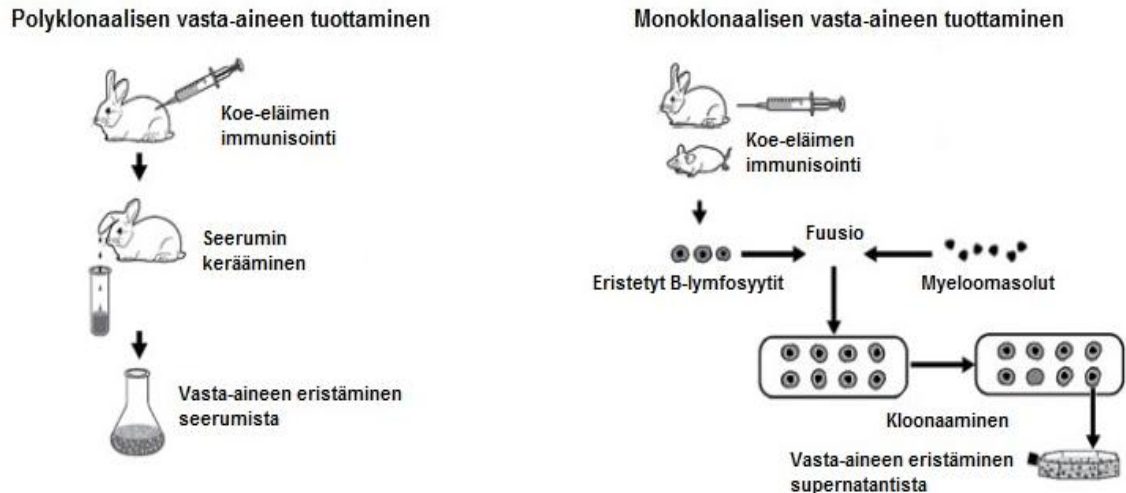 Polyklonaalisen vasta-aineen tuottaminen
Koe-eläimen
immunisointi
Seerumin
kerääminen
Vasta-aineen eristäminen
seerumista
Monoklonaalisen vasta-aineen tuottaminen
Koe-eläimen
immunisointi
Fuusio
Eristetyt B-lymfosyytit
Myeloomasolut
Kloonaaminen
Vasta-aineen eristäminen
supernatantista